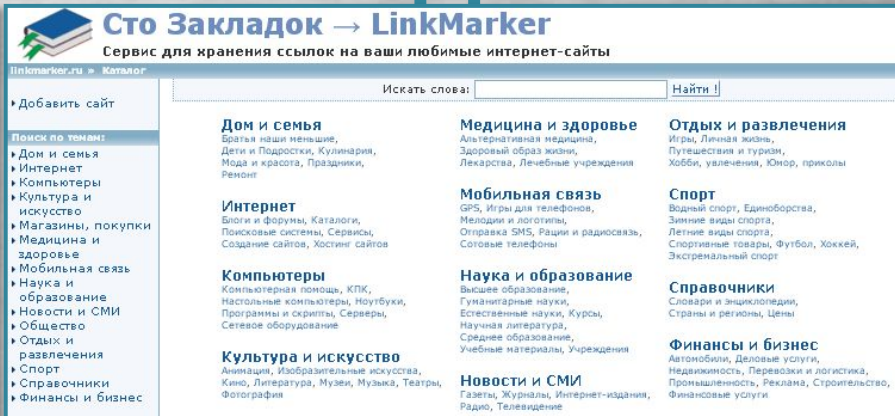 Сто Закладок → LinkMarker
Сервис для хранения ссылок на ваши любимые интернет-сайты
linkmarker.ru » Каталог
Искать слова:
Найти !
Добавить сайт
Поиск по темам:
Дом и семья
Интернет
Компьютеры
Культура и
искусство
Магазины, покупки
Медицина и
здоровье
Мобильная связь
Наука и
образование
Новости и СМИ
Общество
Отдых и
развлечения
Спорт
Справочники
Финансы и бизнес
Дом и семья
Братья наши меньшие,
Дети и Подростки, Кулинария,
Мода и красота, Праздники,
Ремонт
Интернет
Блоги и форумы, Каталоги,
Поисковые системы, Сервисы,
Создание сайтов, Хостинг сайтов
Компьютеры
Компьютерная помощь, КПК,
Настольные компьютеры, Ноутбуки,
Программы и скрипты, Серверы,
Сетевое оборудование
Культура и искусство
Анимация, Изобразительные искусства,
Кино, Литература, Музеи, Музыка, Театры,
Фотография
Медицина и здоровье
Альтернативная медицина,
Здоровый образ жизни,
Лекарства, Лечебные учреждения
Мобильная связь
GPS, Игры для телефонов,
Мелодии и логотипы,
Отправка SMS, Рации и радиосвязь,
Сотовые телефоны
Наука и образование
Высшее образование,
Гуманитарные науки,
Естественные науки, Курсы,
Научная литература,
Среднее образование,
Учебные материалы, Учреждения
Новости и СМИ
Газеты, Журналы, Интернет-издания,
Радио, Телевидение
Отдых и развлечения
Игры, Личная жизнь,
Путешествия и туризм,
Хобби, увлечения, Юмор, приколы
Спорт
Водный спорт, Единоборства,
Зимние виды спорта,
Летние виды спорта,
Спортивные товары, Футбол, Хоккей,
Экстремальный спорт
Справочники
Словари и энциклопедии,
Страны и регионы, Цены
Финансы и бизнес
Автомобили, Деловые услуги,
Недвижимость, Перевозки и логистика,
Промышленность, Реклама, Строительство,
Финансовые услуги